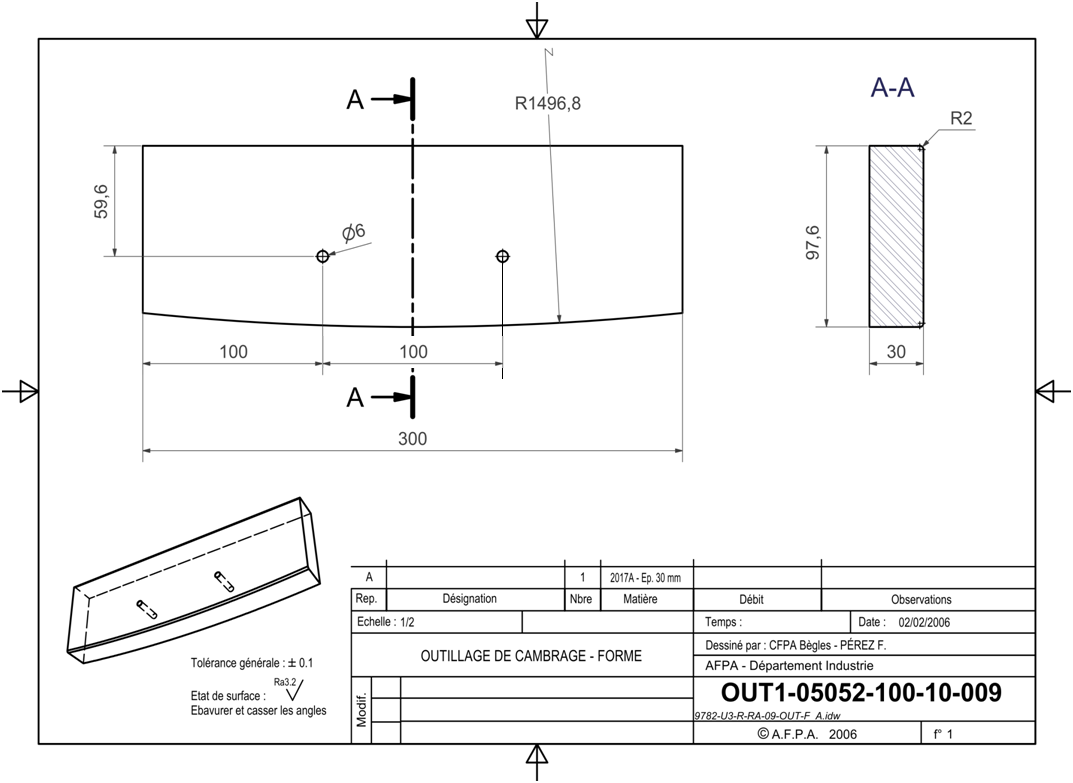 Z
A
R1496,8
A-A
R2
59,6
Ø6
97,6
100
100
30
A
300
A
1
2017A - Ep. 30 mm
Rep.
Désignation
Nbre
Matière
Débit
Observations
Echelle : 1/2
Temps :
Date : 02/02/2006
OUTILLAGE DE CAMBRAGE - FORME
Dessiné par : CFPA Bègles - PÉREZ F.
AFPA - Département Industrie
Tolérance générale : ± 0.1
Ra3.2
Etat de surface :
Ebavurer et casser les angles
Modif.
OUT1-05052-100-10-009
9782-U3-R-RA-09-OUT-F A.idw
© A.F.P.A. 2006
f° 1